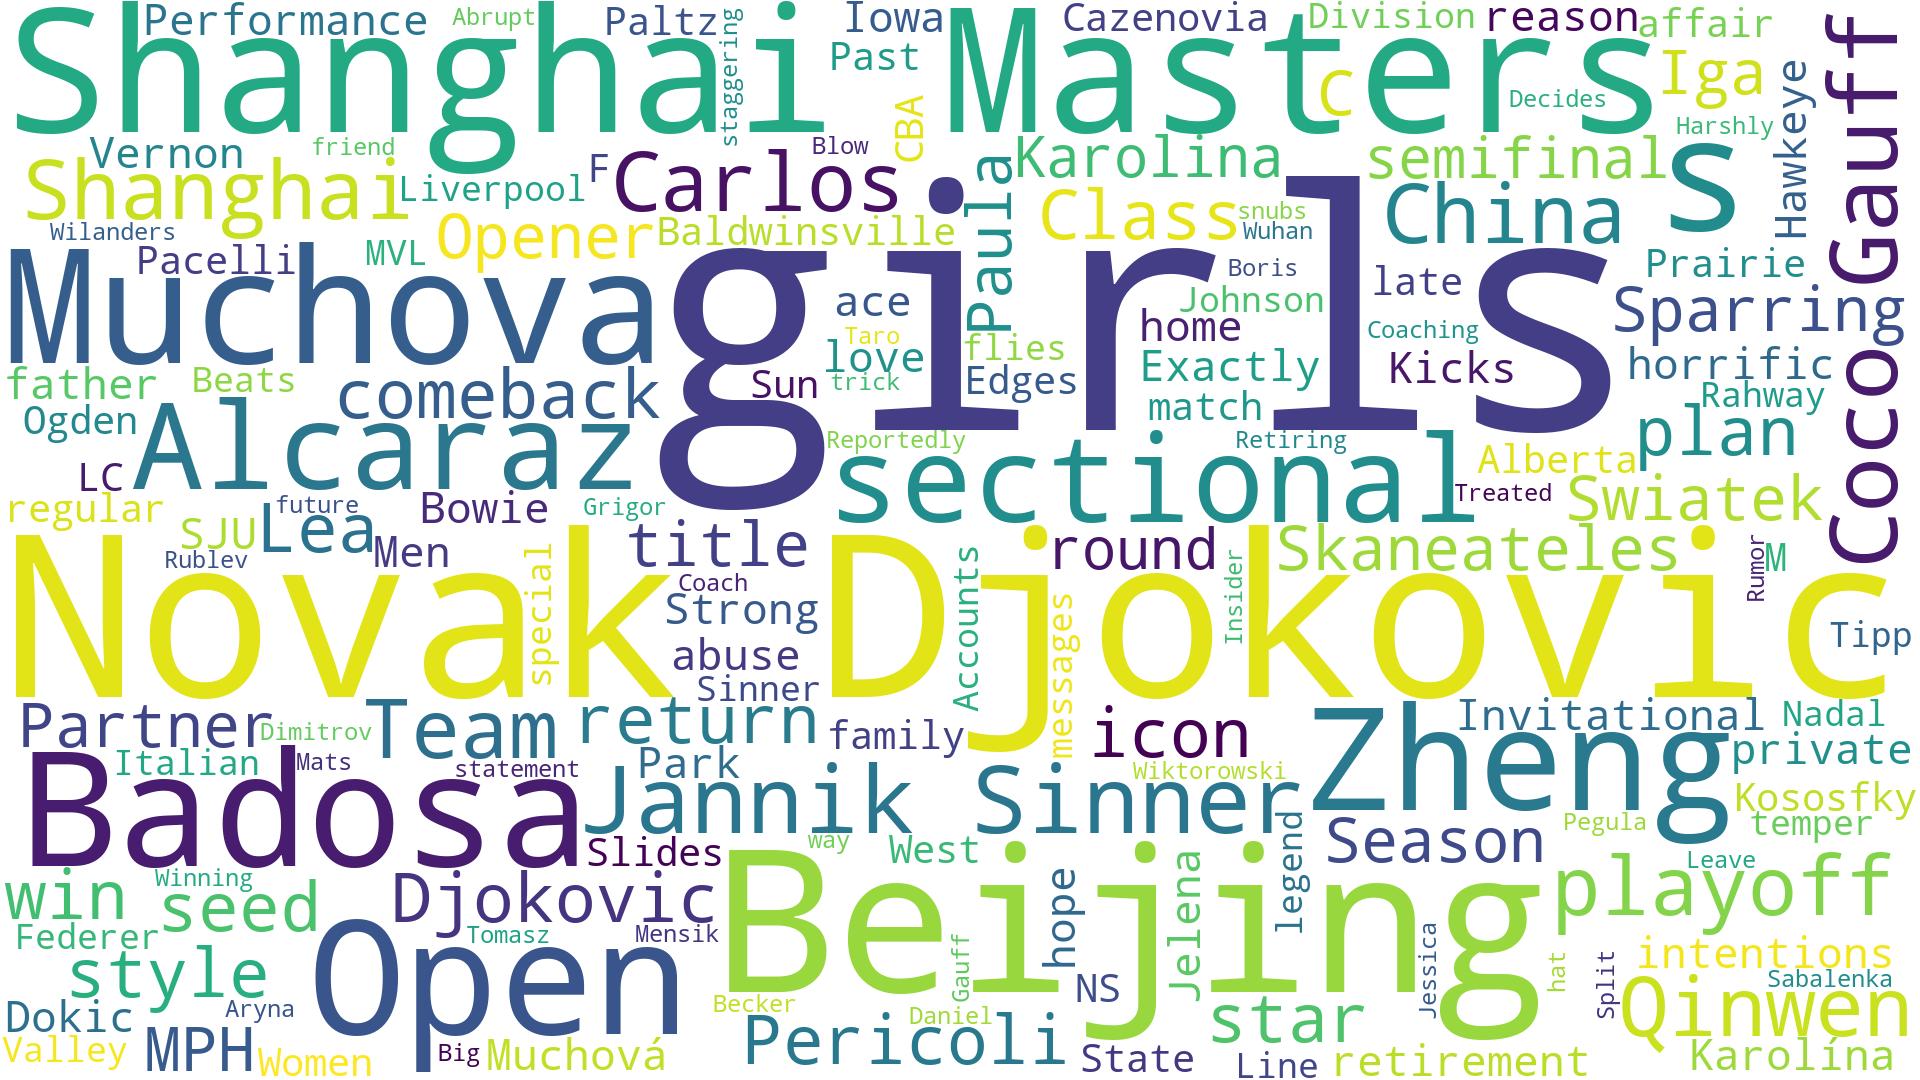 Shanghai Masters
Performance
Abrupt
Paltz
staggering
Iowa
Past
Cazenovia
Division
reason
affair
C
Decides
Iga
Harshly
Hawkeye
Coco Gauff
CBA
Vernon
friend
Shanghai
Liverpool
F
Carlos
Blow
Paula
Karolina
semifinal
s
Wilanders
Pacelli
MVL
Opener
Baldwinsville
Class
snubs
Wuhan
China
Muchova
girls
Boris
late
Prairie
ace
Johnson
Sparring
Taro
love
flies
home
Coaching
father
Beats
comeback
Sun
trick
Edges
Exactly
Kicks
horrific
Ogden
Alcaraz
match
Rahway
Reportedly
sectional
Retiring
plan
LC
Alberta
regular
future
Bowie
Grigor
Treated
Swiatek
SJU
Lea
Rublev
Men
special
title
Accounts
round
Insider
Skaneateles
Rumor
M
Novak Djokovic
Coach
Strong
abuse
messages
Sinner
Tipp
Partner
Dimitrov
Team
return
family
icon
Zheng
Invitational
Nadal
Italian
Mats
statement
Park
Wiktorowski
private
Badosa
Jannik Sinner
legend
Kososfky
Slides
way
West
Season
Pegula
temper
win
Winning
seed
Djokovic
Beijing
hope
Jelena
playoff
Leave
Federer
Open
Tomasz
Mensik
Gauff
Jessica
hat
Split
intentions
style
NS
Sabalenka
Dokic
Aryna
Becker
Daniel
star
Qinwen
Valley
MPH
Women
Big
Muchová
Pericoli
State
Line
retirement
Karolína